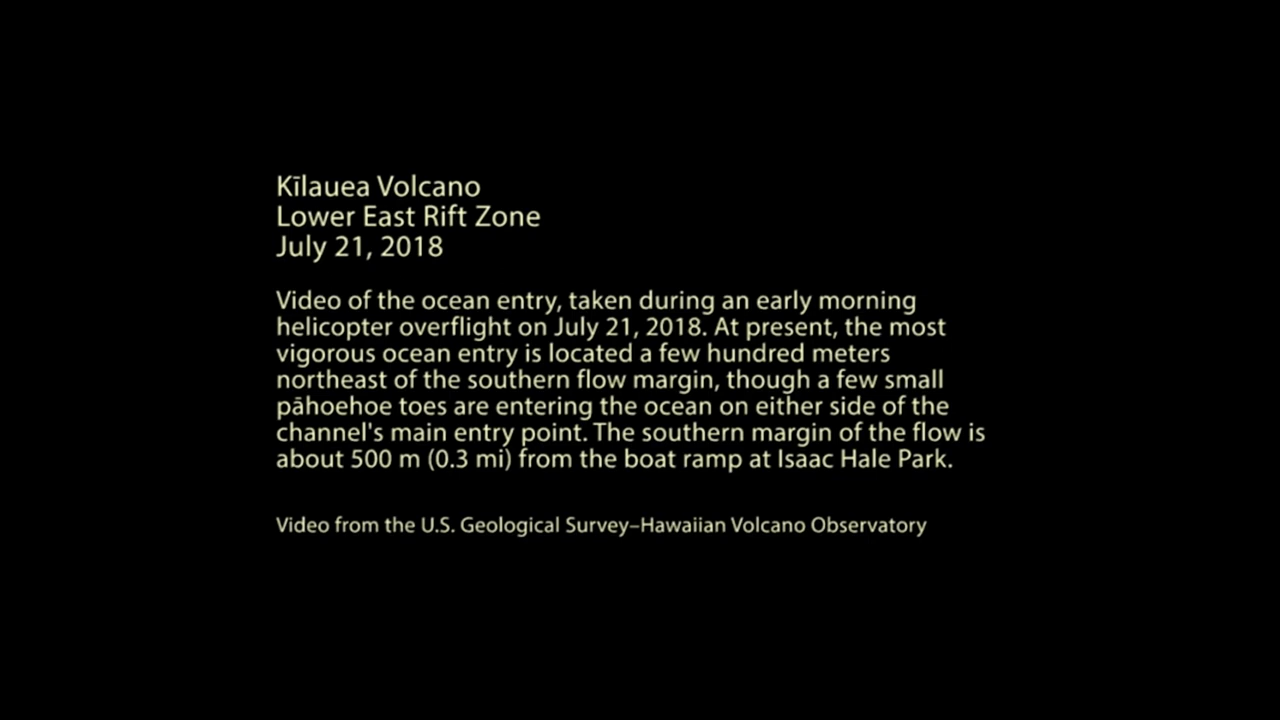 Kīlauea Volcano
Lower East Rift Zone
July 21, 2018
Video of the ocean entry, taken during an early morning
helicopter overflight on July 21, 2018. At present, the most
vigorous ocean entry is located a few hundred meters
northeast of the southern flow margin, though a few small
pāhoehoe toes are entering the ocean on either side of the
channel's main entry point. The southern margin of the flow is
about 500 m (0.3 mi) from the boat ramp at Isaac Hale Park.
Video from the U.S. Geological Survey–Hawaiian Volcano Observatory